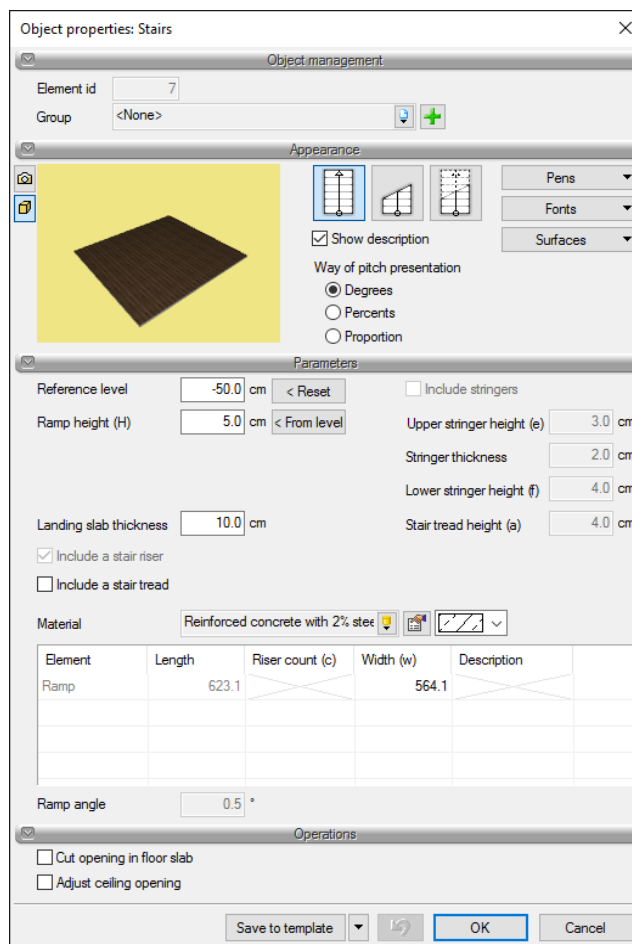 Object properties: Stairs
Object management
Element id 7
Group <None>
Appearance
Pens
Fonts
Show description Surfaces
Way of pitch presentation
Degrees
Percents
Proportion
Parameters
Reference level -50.0 cm < Reset Include stringers
Ramp height (H) 5.0 cm < From level Upper stringer height (e) 3.0 cm
Stringer thickness 2.0 cm
Lower stringer height (f) 4.0 cm
Landing slab thickness 10.0 cm Stair tread height (a) 4.0 cm
Include a stair riser
Include a stair tread
Material Reinforced concrete with 2% stee
Element Length Riser count (c) Width (w) Description
Ramp 623.1 564.1
Ramp angle 0.5 °
Operations
Cut opening in floor slab
Adjust ceiling opening
Save to template OK Cancel